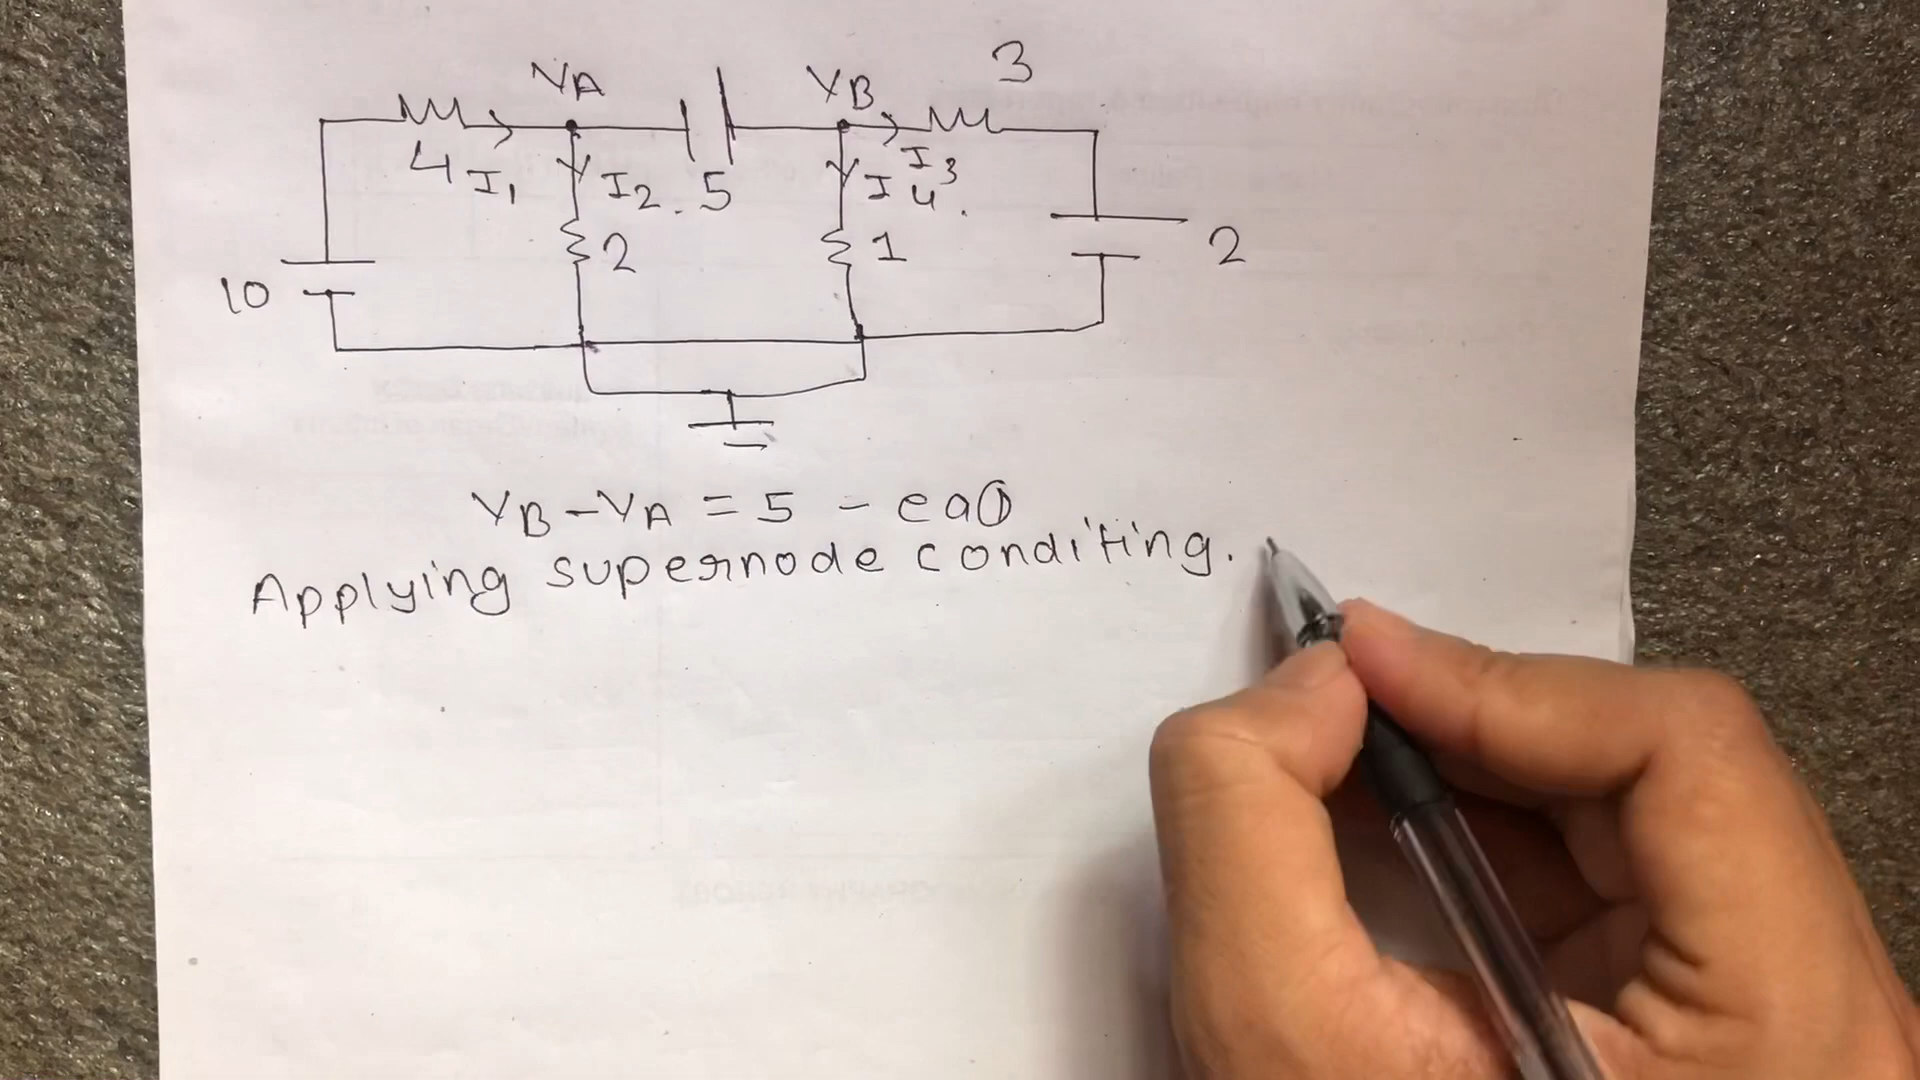 VA VB 3
4 I1 I2 5 I4 I3
10 2 1 2
VB - VA = 5 - eq①
Applying supernode conditing.